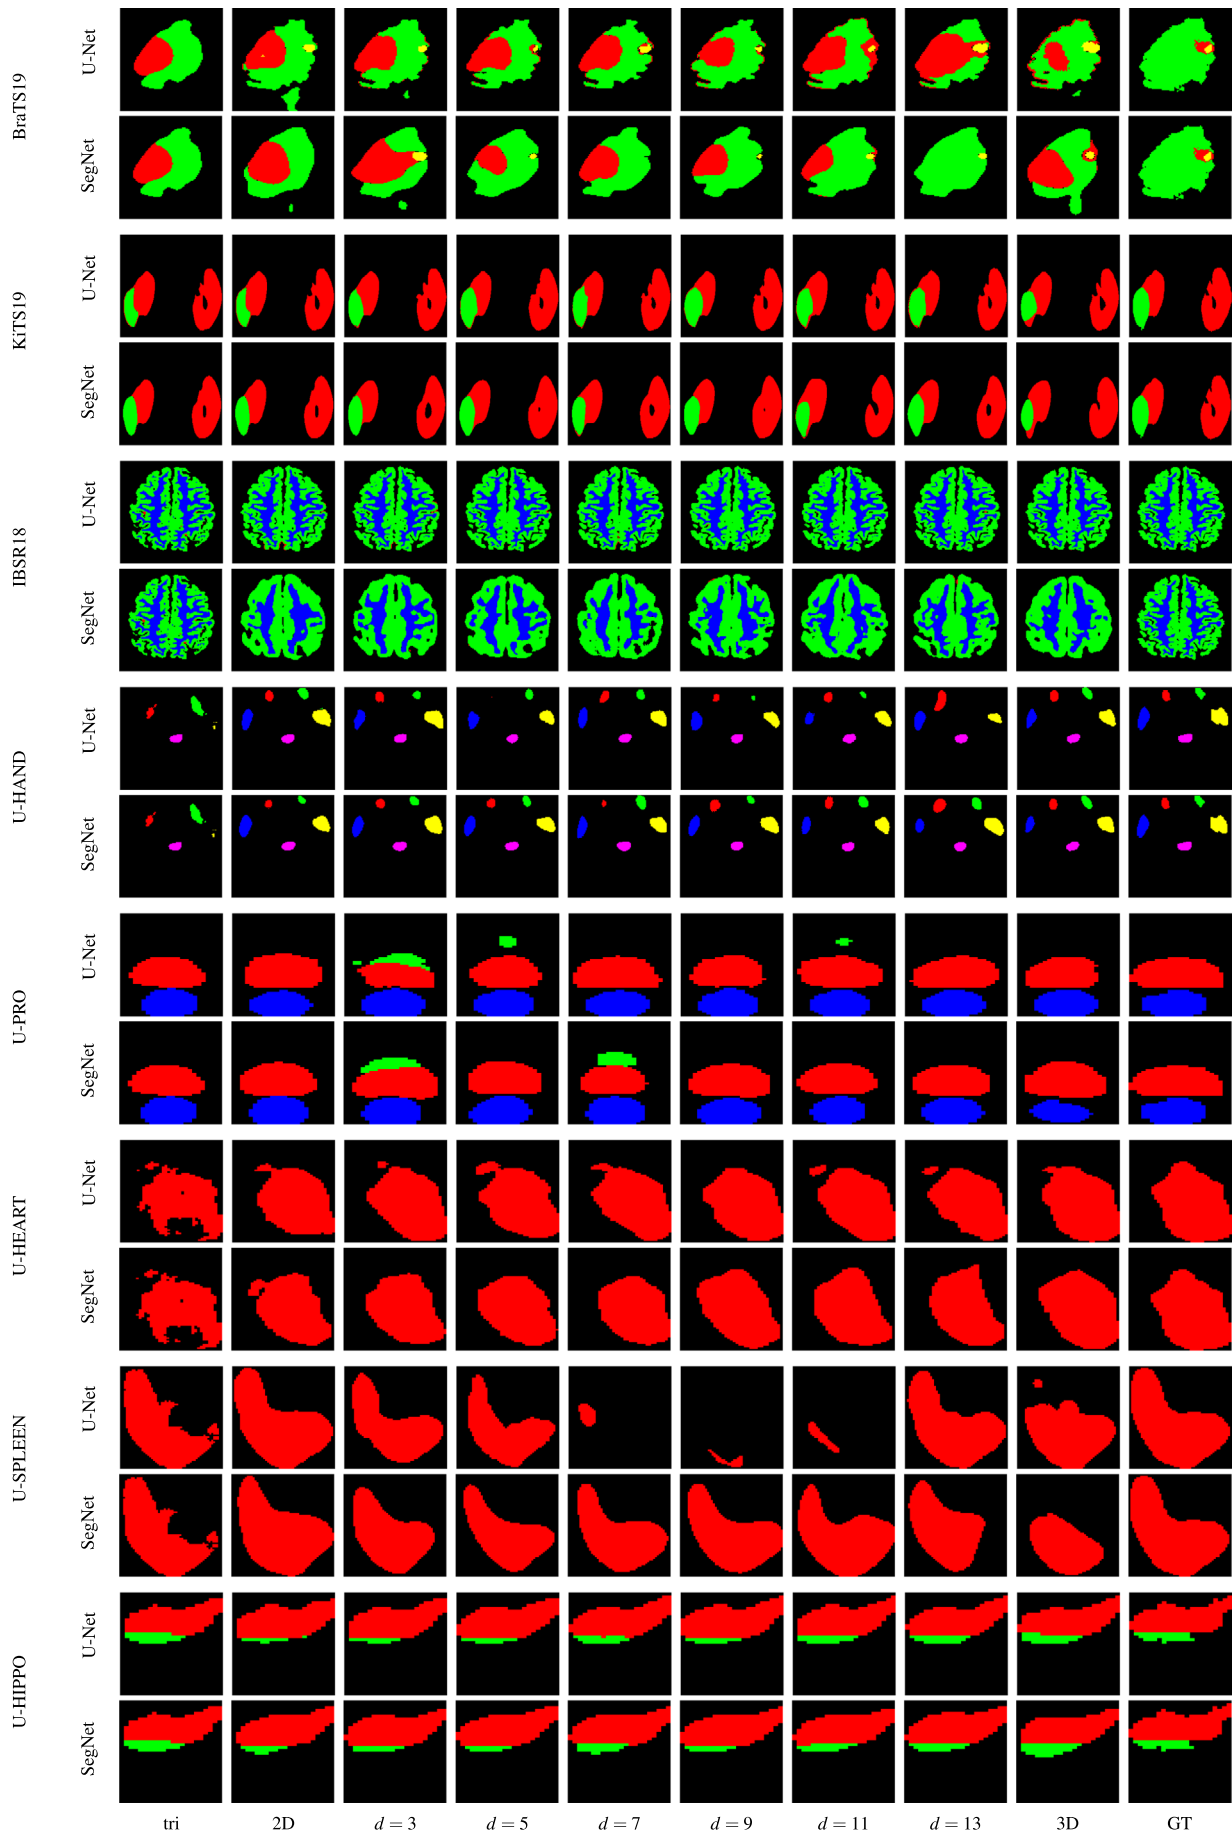 BraTS19
U-Net
SegNet
KiTS19
U-Net
SegNet
IBSR18
U-Net
SegNet
U-HAND
U-Net
SegNet
U-PRO
U-Net
SegNet
U-HEART
U-Net
SegNet
U-SPLEEN
U-Net
SegNet
U-HIPPO
U-Net
SegNet
tri 2D d = 3 d = 5 d = 7 d = 9 d = 11 d = 13 3D GT